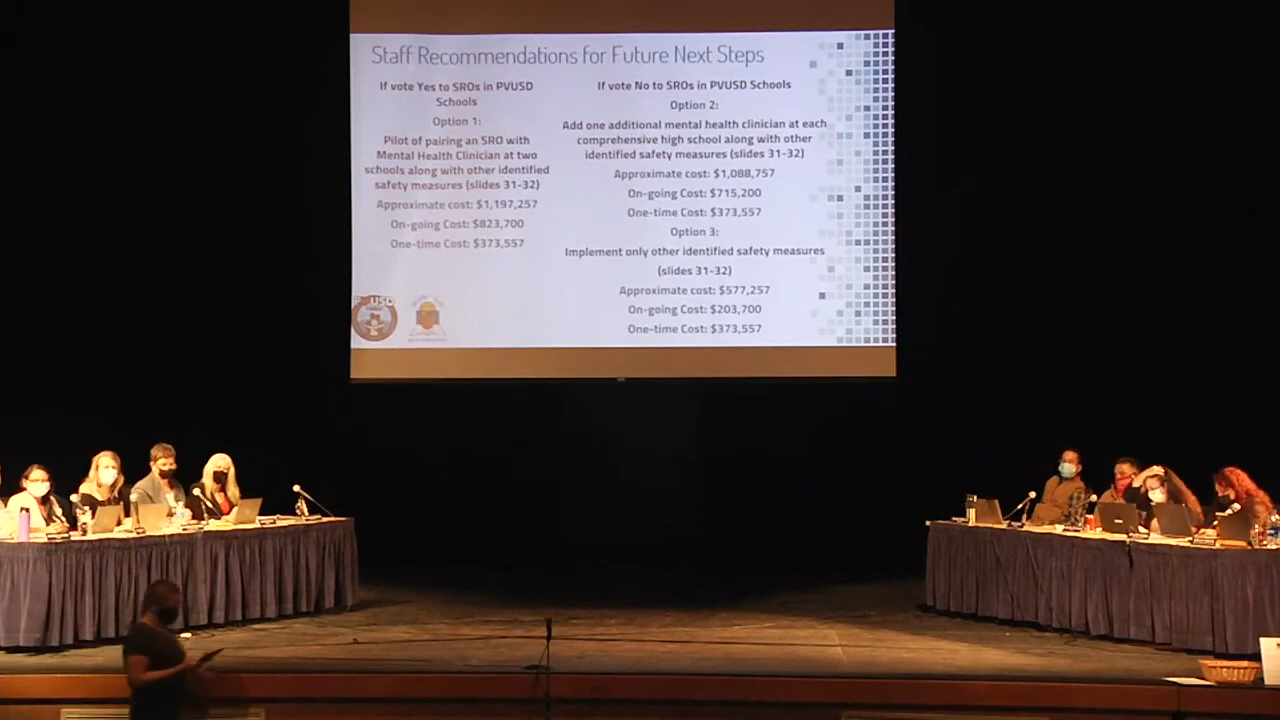 Staff Recommendations for Future Next Steps
If vote Yes to SROs in PVUSD
Schools
Option 1:
Pilot of pairing an SRO with
Mental Health Clinician at two
schools along with other identified
safety measures (slides 31-32)
Approximate cost: $1,197,257
On-going Cost: $823,700
One-time Cost: $373,557
If vote No to SROs in PVUSD Schools
Option 2:
Add one additional mental health clinician at each
comprehensive high school along with other
identified safety measures (slides 31-32)
Approximate cost: $1,088,757
On-going Cost: $715,200
One-time Cost: $373,557
Option 3:
Implement only other identified safety measures
(slides 31-32)
Approximate cost: $577,257
On-going Cost: $203,700
One-time Cost: $373,557